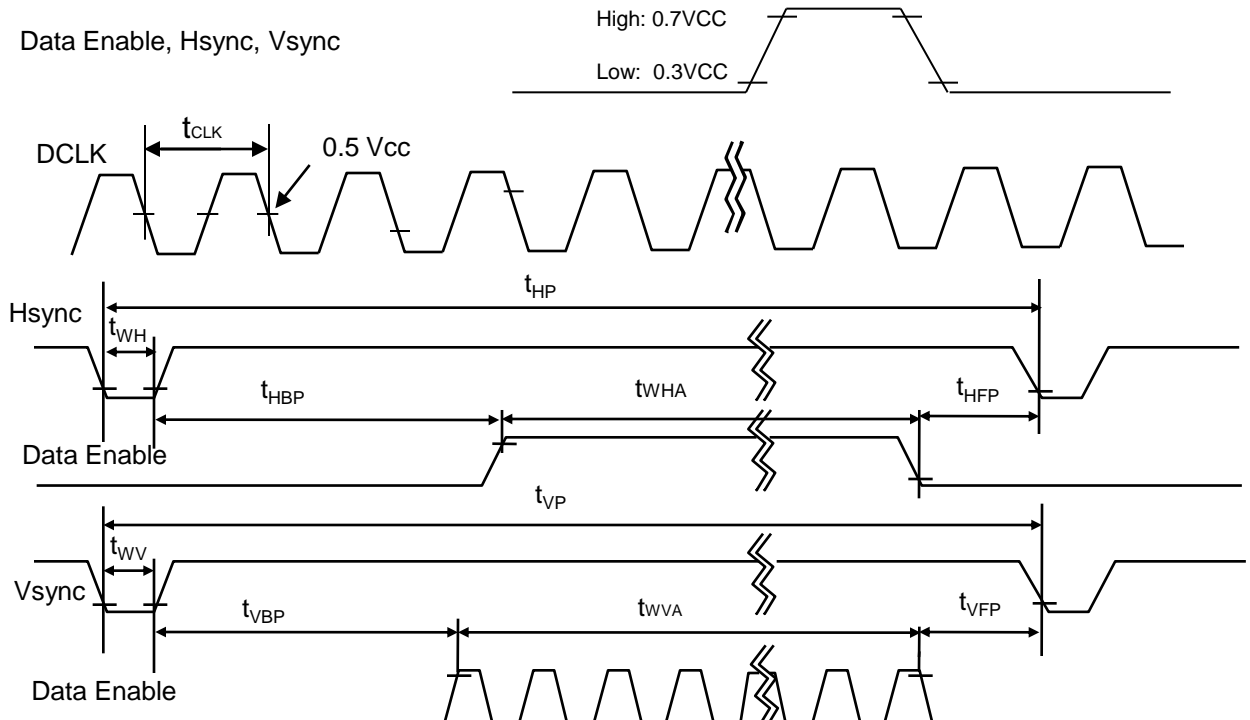 High: 0.7VCC
Data Enable, Hsync, Vsync
Low: 0.3VCC
tCLK
0.5 Vcc
DCLK
tHP
Hsync
tWH
tHBP
tWHA
tHFP
Data Enable
tVP
tWV
Vsync
tVBP
tWVA
tVFP
Data Enable